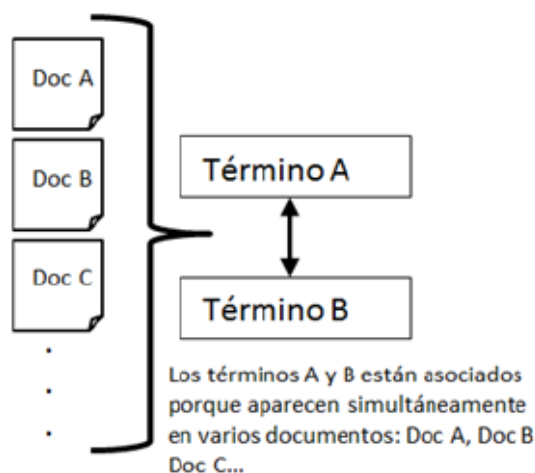 Doc A
Doc B
Doc C
.
.
.
Término A
Término B
Los términos A y B están asociados
porque aparecen simultáneamente
en varios documentos: Doc A, Doc B
Doc C...